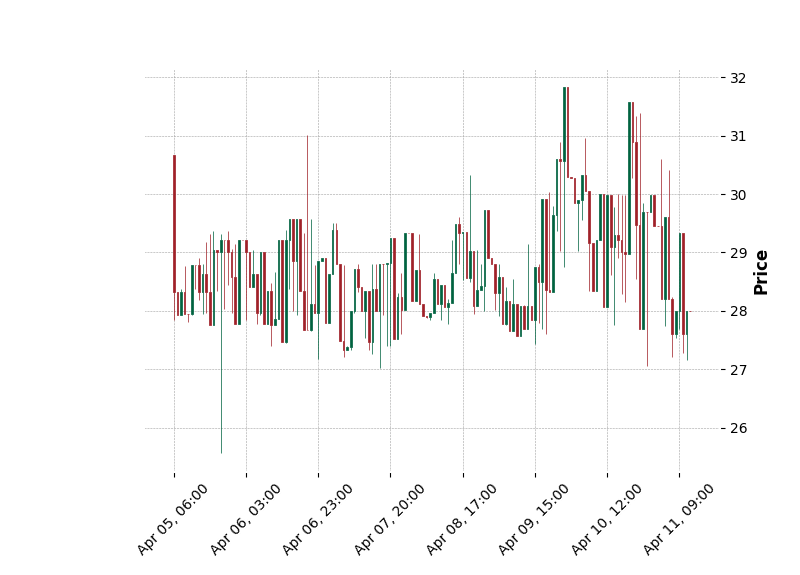 32
31
30
29
28
27
26
Price
Apr 05, 06:00
Apr 06, 03:00
Apr 06, 23:00
Apr 07, 20:00
Apr 08, 17:00
Apr 09, 15:00
Apr 10, 12:00
Apr 11, 09:00